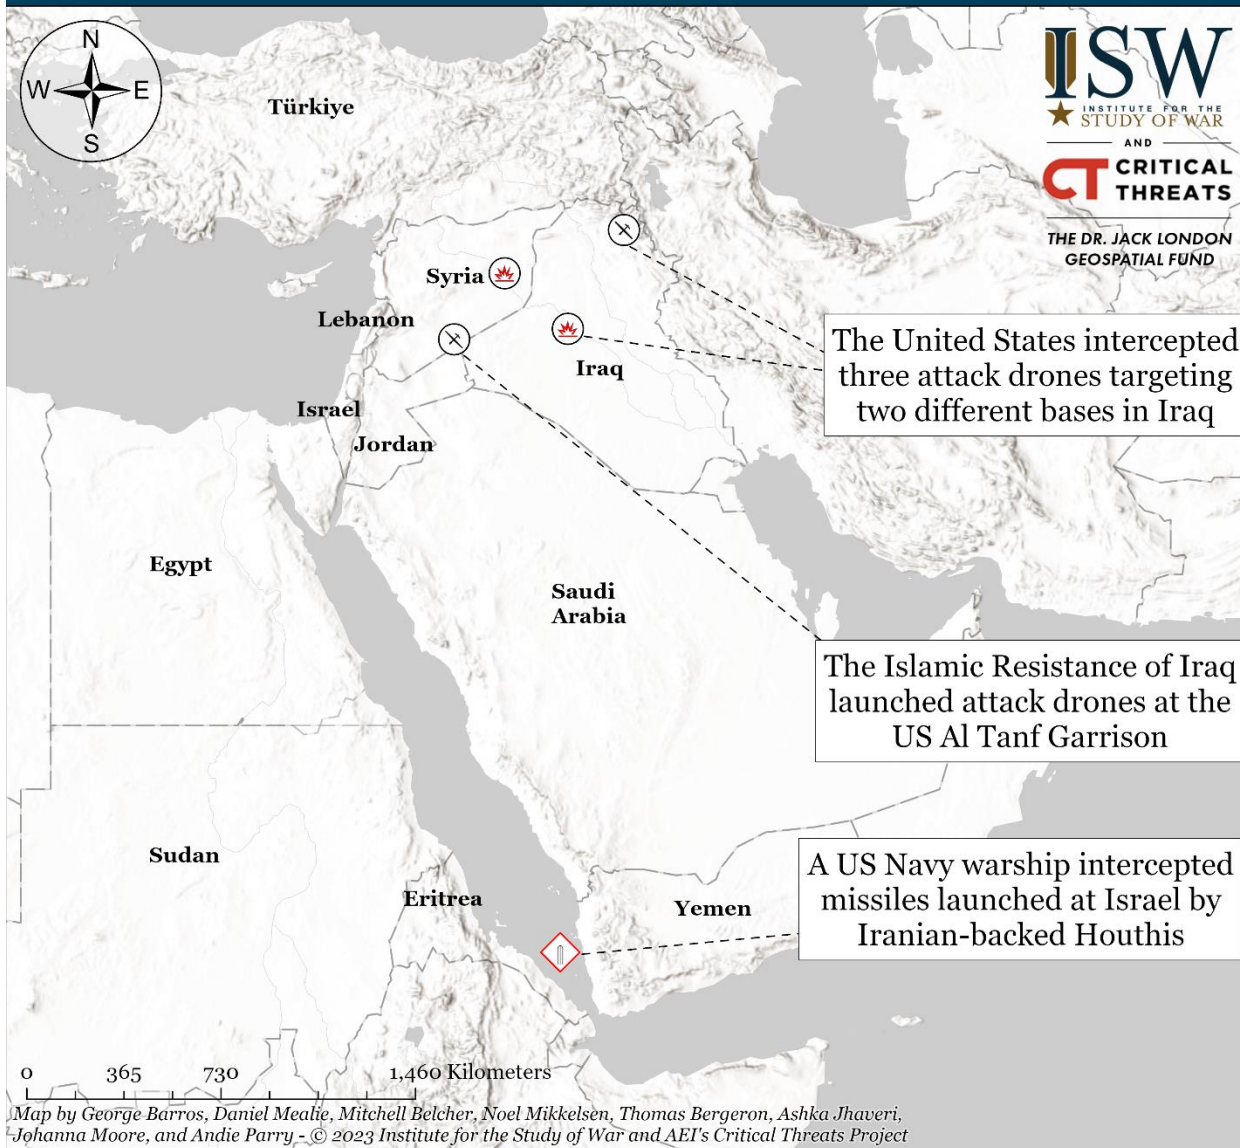 N
W E
S
Türkiye
ISW
INSTITUTE FOR THE
STUDY OF WAR
AND
CT CRITICAL
THREATS
THE DR. JACK LONDON
GEOSPATIAL FUND
Syria
Lebanon
Iraq
The United States intercepted
three attack drones targeting
two different bases in Iraq
Israel
Jordan
Egypt
Saudi
Arabia
The Islamic Resistance of Iraq
launched attack drones at the
US Al Tanf Garrison
Sudan
Eritrea
Yemen
A US Navy warship intercepted
missiles launched at Israel by
Iranian-backed Houthis
0 365 730 1,460 Kilometers
Map by George Barros, Daniel Mealie, Mitchell Belcher, Noel Mikkelsen, Thomas Bergeron, Ashka Jhaveri,
Johanna Moore, and Andie Parry - © 2023 Institute for the Study of War and AEI's Critical Threats Project